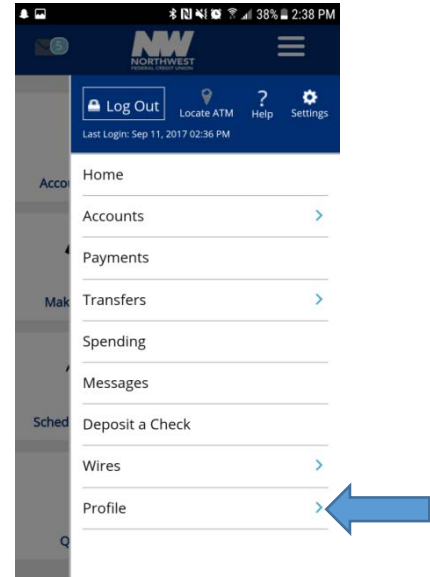 38% 2:38 PM
5
NW
NORTHWEST
FEDERAL CREDIT UNION
Log Out
Locate ATM
? Help
Settings
Last Login: Sep 11, 2017 02:36 PM
Home
Accou
Accounts
Payments
Mak
Transfers
Spending
Messages
Sched
Deposit a Check
Wires
Profile
Q